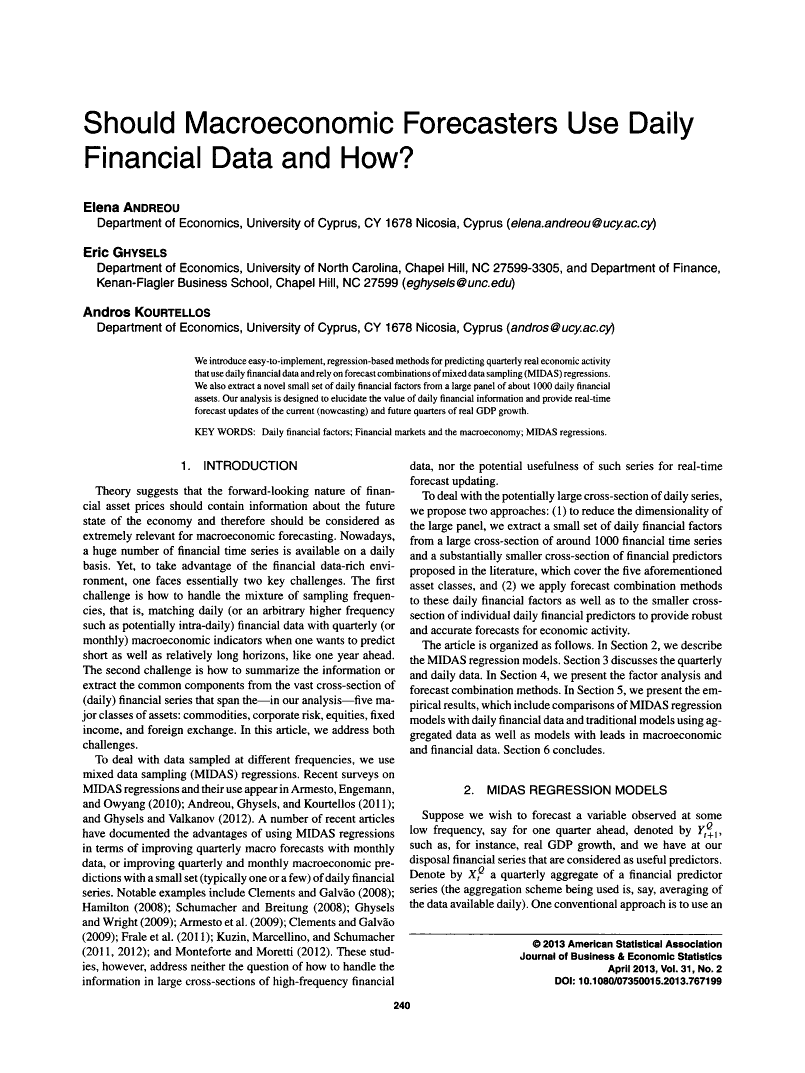 Should Macroeconomic Forecasters Use Daily
Financial Data and How?
Elena ANDREOU
Department of Economics, University of Cyprus, CY 1678 Nicosia, Cyprus (elena.andreou@ucy.ac.cy)
Eric GHYSELS
Department of Economics, University of North Carolina, Chapel Hill, NC 27599-3305, and Department of Finance,
Kenan-Flagler Business School, Chapel Hill, NC 27599 (eghysels@unc.edu)
Andros KOURTELLOS
Department of Economics, University of Cyprus, CY 1678 Nicosia, Cyprus (andros@ucy.ac.cy)
We introduce easy-to-implement, regression-based methods for predicting quarterly real economic activity
that use daily financial data and rely on forecast combinations of mixed data sampling (MIDAS) regressions.
We also extract a novel small set of daily financial factors from a large panel of about 1000 daily financial
assets. Our analysis is designed to elucidate the value of daily financial information and provide real-time
forecast updates of the current (nowcasting) and future quarters of real GDP growth.
KEY WORDS: Daily financial factors; Financial markets and the macroeconomy; MIDAS regressions.
1. INTRODUCTION
Theory suggests that the forward-looking nature of finan-
cial asset prices should contain information about the future
state of the economy and therefore should be considered as
extremely relevant for macroeconomic forecasting. Nowadays,
a huge number of financial time series is available on a daily
basis. Yet, to take advantage of the financial data-rich envi-
ronment, one faces essentially two key challenges. The first
challenge is how to handle the mixture of sampling frequen-
cies, that is, matching daily (or an arbitrary higher frequency
such as potentially intra-daily) financial data with quarterly (or
monthly) macroeconomic indicators when one wants to predict
short as well as relatively long horizons, like one year ahead.
The second challenge is how to summarize the information or
extract the common components from the vast cross-section of
(daily) financial series that span the—in our analysis—five ma-
jor classes of assets: commodities, corporate risk, equities, fixed
income, and foreign exchange. In this article, we address both
challenges.
To deal with data sampled at different frequencies, we use
mixed data sampling (MIDAS) regressions. Recent surveys on
MIDAS regressions and their use appear in Armesto, Engemann,
and Owyang (2010); Andreou, Ghysels, and Kourtellos (2011);
and Ghysels and Valkanov (2012). A number of recent articles
have documented the advantages of using MIDAS regressions
in terms of improving quarterly macro forecasts with monthly
data, or improving quarterly and monthly macroeconomic pre-
dictions with a small set (typically one or a few) of daily financial
series. Notable examples include Clements and Galvão (2008);
Hamilton (2008); Schumacher and Breitung (2008); Ghysels
and Wright (2009); Armesto et al. (2009); Clements and Galvão
(2009); Frale et al. (2011); Kuzin, Marcellino, and Schumacher
(2011, 2012); and Monteforte and Moretti (2012). These stud-
ies, however, address neither the question of how to handle the
information in large cross-sections of high-frequency financial
data, nor the potential usefulness of such series for real-time
forecast updating.
To deal with the potentially large cross-section of daily series,
we propose two approaches: (1) to reduce the dimensionality of
the large panel, we extract a small set of daily financial factors
from a large cross-section of around 1000 financial time series
and a substantially smaller cross-section of financial predictors
proposed in the literature, which cover the five aforementioned
asset classes, and (2) we apply forecast combination methods
to these daily financial factors as well as to the smaller cross-
section of individual daily financial predictors to provide robust
and accurate forecasts for economic activity.
The article is organized as follows. In Section 2, we describe
the MIDAS regression models. Section 3 discusses the quarterly
and daily data. In Section 4, we present the factor analysis and
forecast combination methods. In Section 5, we present the em-
pirical results, which include comparisons of MIDAS regression
models with daily financial data and traditional models using ag-
gregated data as well as models with leads in macroeconomic
and financial data. Section 6 concludes.
2. MIDAS REGRESSION MODELS
Suppose we wish to forecast a variable observed at some
low frequency, say for one quarter ahead, denoted by $Y^Q_{t+1}$,
such as, for instance, real GDP growth, and we have at our
disposal financial series that are considered as useful predictors.
Denote by $X^Q_t$ a quarterly aggregate of a financial predictor
series (the aggregation scheme being used is, say, averaging of
the data available daily). One conventional approach is to use an
© 2013 American Statistical Association
Journal of Business & Economic Statistics
April 2013, Vol. 31, No. 2
DOI: 10.1080/07350015.2013.767199
240